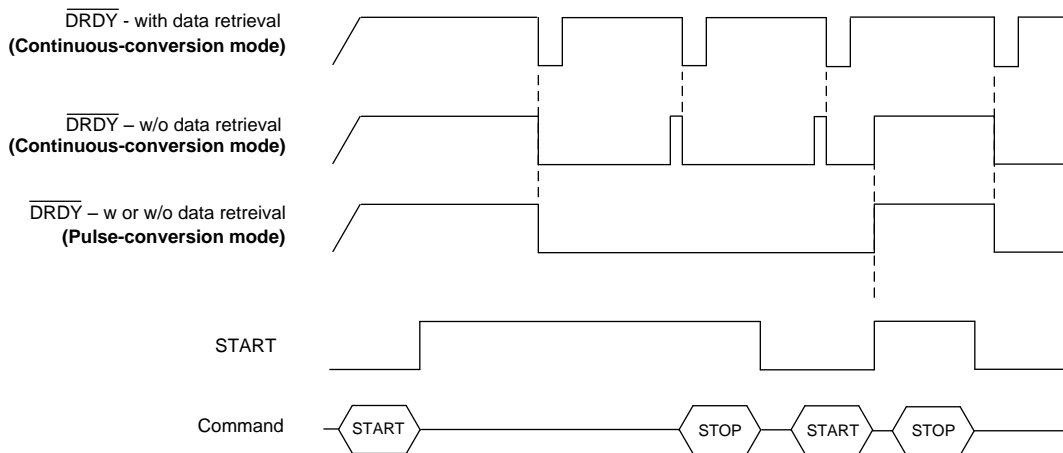 DRDY - with data retrieval
(Continuous-conversion mode)
DRDY – w/o data retrieval
(Continuous-conversion mode)
DRDY – w or w/o data retreival
(Pulse-conversion mode)
START
Command
START
STOP
START
STOP